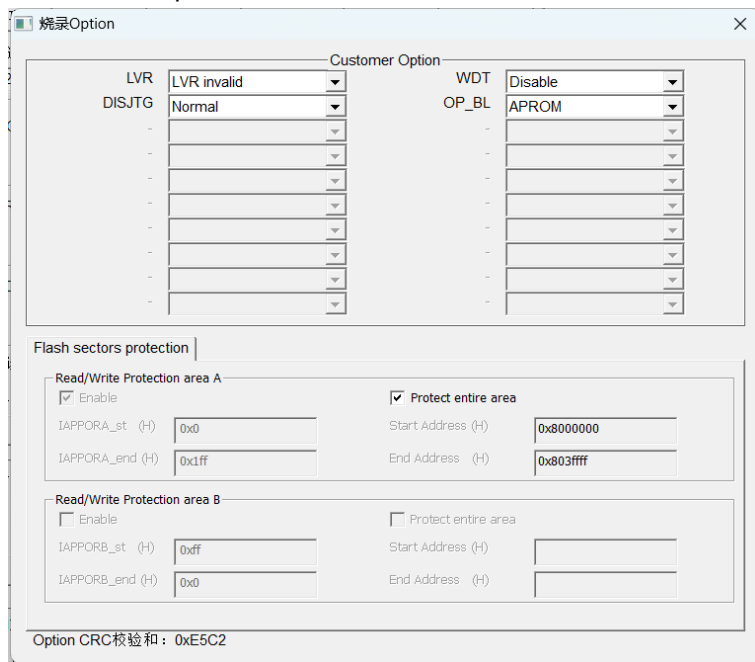 烧录Option
Customer Option
LVR LVR invalid WDT Disable
DISJTG Normal OP_BL APROM
- -
- -
- -
- -
- -
- -
- -
- -
Flash sectors protection
Read/Write Protection area A
Enable Protect entire area
IAPPORA_st (H) 0x0 Start Address (H) 0x8000000
IAPPORA_end (H) 0x1ff End Address (H) 0x803ffff
Read/Write Protection area B
Enable Protect entire area
IAPPORB_st (H) 0xff Start Address (H)
IAPPORB_end (H) 0x0 End Address (H)
Option CRC校验和：0xE5C2